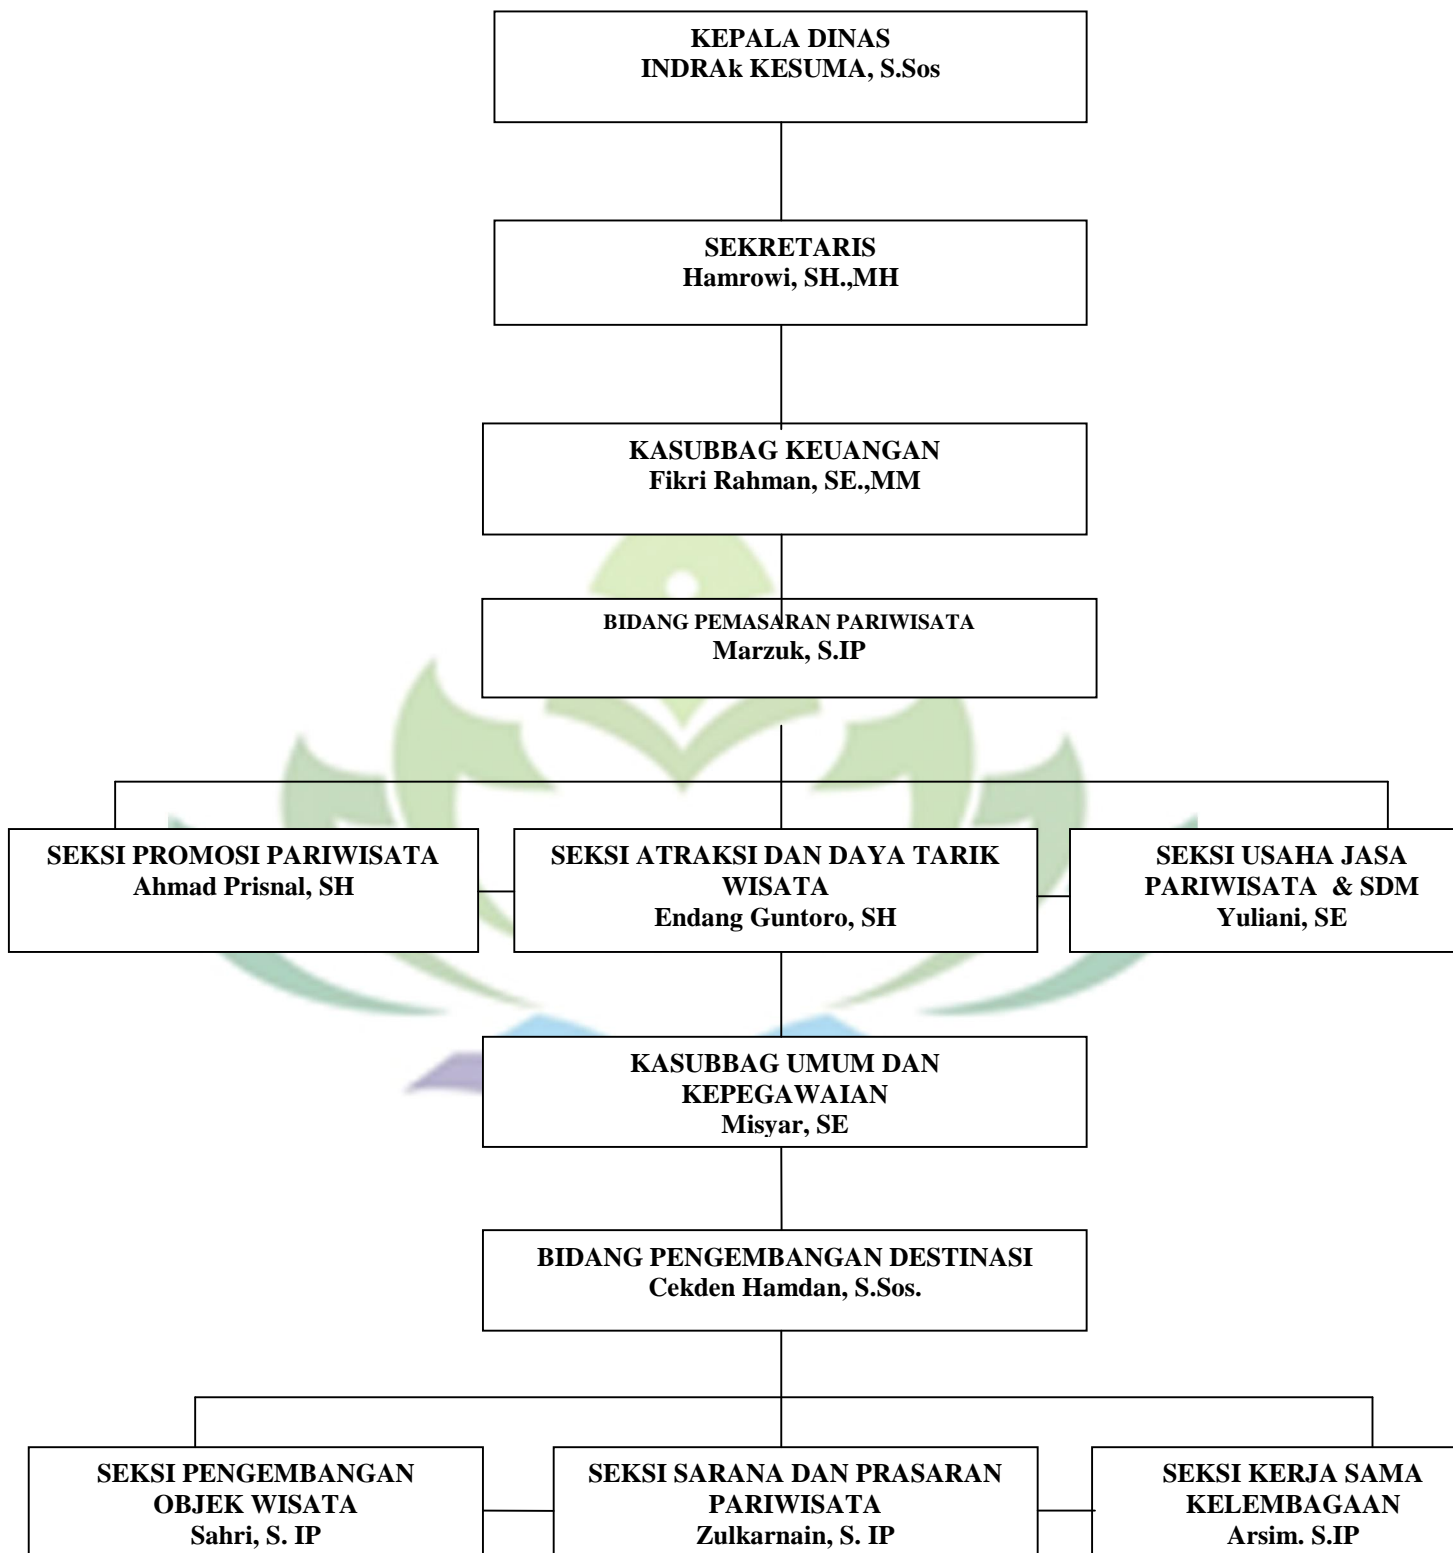 KEPALA DINAS
INDRAk KESUMA, S.Sos
SEKRETARIS
Hamrowi, SH.,MH
KASUBBAG KEUANGAN
Fikri Rahman, SE.,MM
BIDANG PEMASARAN PARIWISATA
Marzuk, S.IP
SEKSI PROMOSI PARIWISATA
Ahmad Prisnal, SH
SEKSI ATRAKSI DAN DAYA TARIK
WISATA
Endang Guntoro, SH
SEKSI USAHA JASA
PARIWISATA & SDM
Yuliani, SE
KASUBBAG UMUM DAN
KEPEGAWAIAN
Misyar, SE
BIDANG PENGEMBANGAN DESTINASI
Cekden Hamdan, S.Sos.
SEKSI PENGEMBANGAN
OBJEK WISATA
Sahri, S. IP
SEKSI SARANA DAN PRASARAN
PARIWISATA
Zulkarnain, S. IP
SEKSI KERJA SAMA
KELEMBAGAAN
Arsim. S.IP